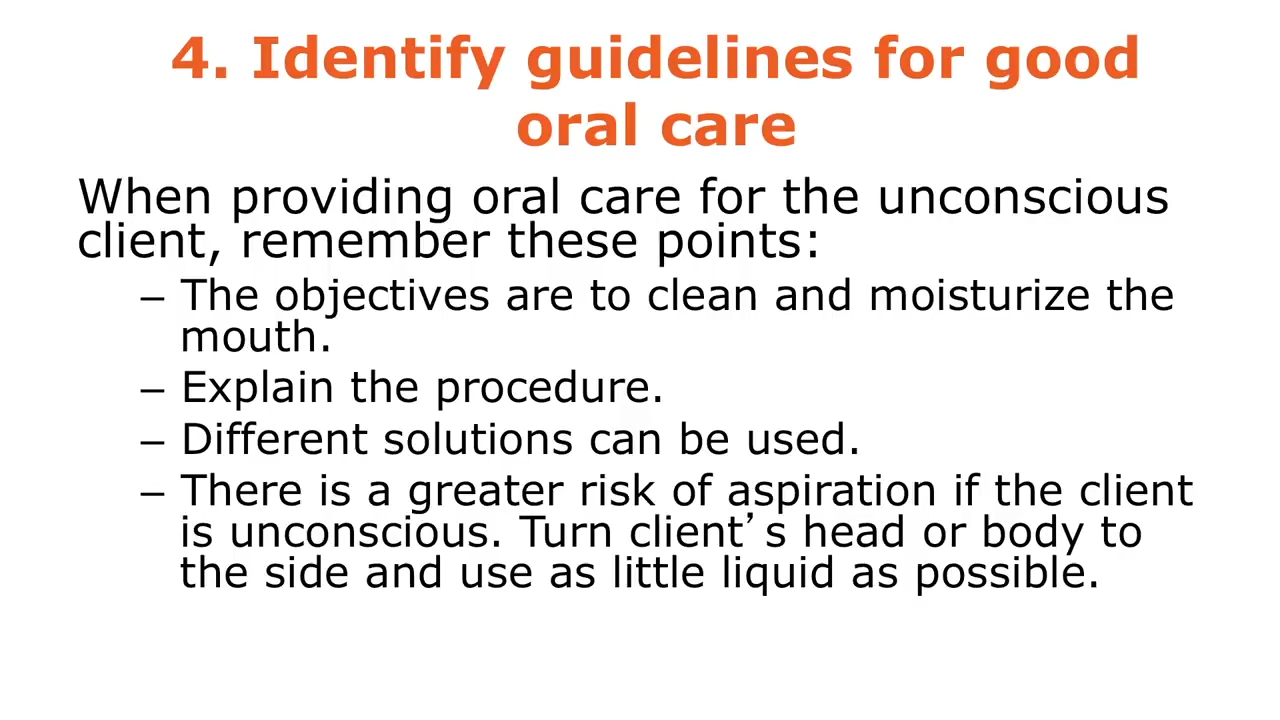 4. Identify guidelines for good
oral care
When providing oral care for the unconscious
client, remember these points:
– The objectives are to clean and moisturize the
mouth.
– Explain the procedure.
– Different solutions can be used.
– There is a greater risk of aspiration if the client
is unconscious. Turn client’s head or body to
the side and use as little liquid as possible.